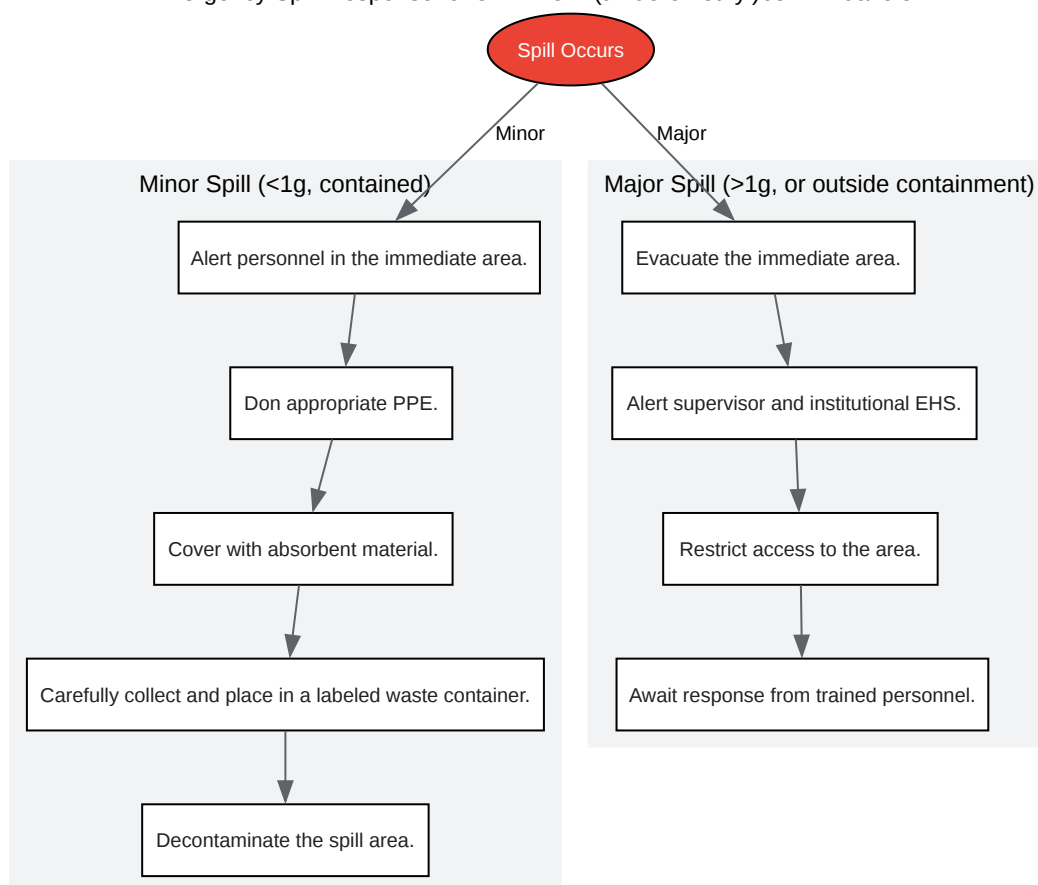 Spill Occurs
Minor
Major
Minor Spill (<1g, contained)
Alert personnel in the immediate area.
Don appropriate PPE.
Cover with absorbent material.
Carefully collect and place in a labeled waste container.
Decontaminate the spill area.
Major Spill (>1g, or outside containment)
Evacuate the immediate area.
Alert supervisor and institutional EHS.
Restrict access to the area.
Await response from trained personnel.